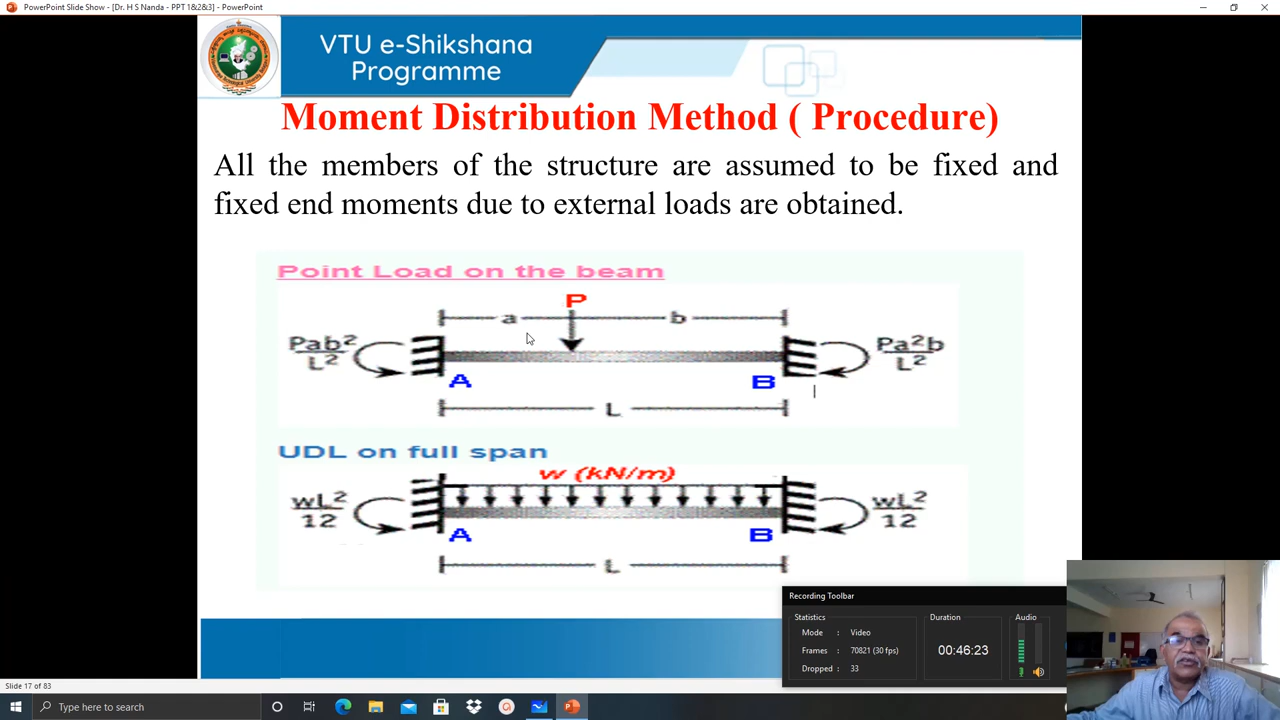 PowerPoint Slide Show - [Dr. H S Nanda - PPT 1&2&3] - PowerPoint
VTU e-Shikshana
Programme
Moment Distribution Method ( Procedure)
All the members of the structure are assumed to be fixed and
fixed end moments due to external loads are obtained.
Point Load on the beam
P
a b
Pab²/L² Pa²b/L²
A B
L
UDL on full span
w (kN/m)
wL²/12 wL²/12
A B
L
Recording Toolbar
Statistics Duration Audio
Mode : Video
Frames : 70821 (30 fps) 00:46:23
Dropped : 33
Slide 17 of 83
Type here to search